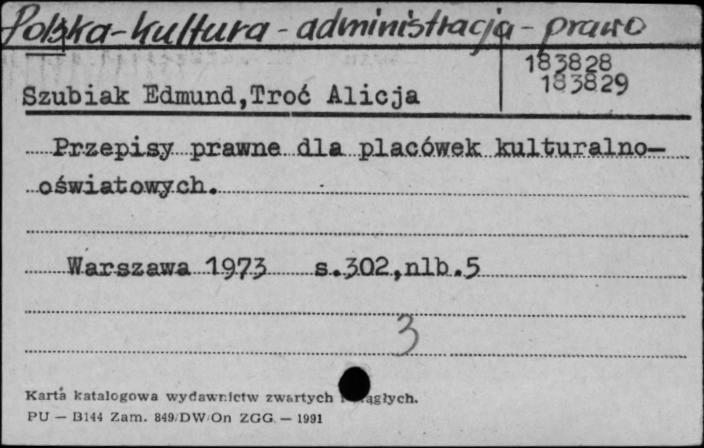 Polska - kultura - administracja - prawo
183828
183829
Szubiak Edmund,Troć Alicja
Przepisy prawne dla placówek kulturalno-
oświatowych.
Warszawa 1973 s.302,nlb.5
3
Karta katalogowa wydawnictw zwartych
PU — B144 Zam. 849/DW/On ZGG. — 1991